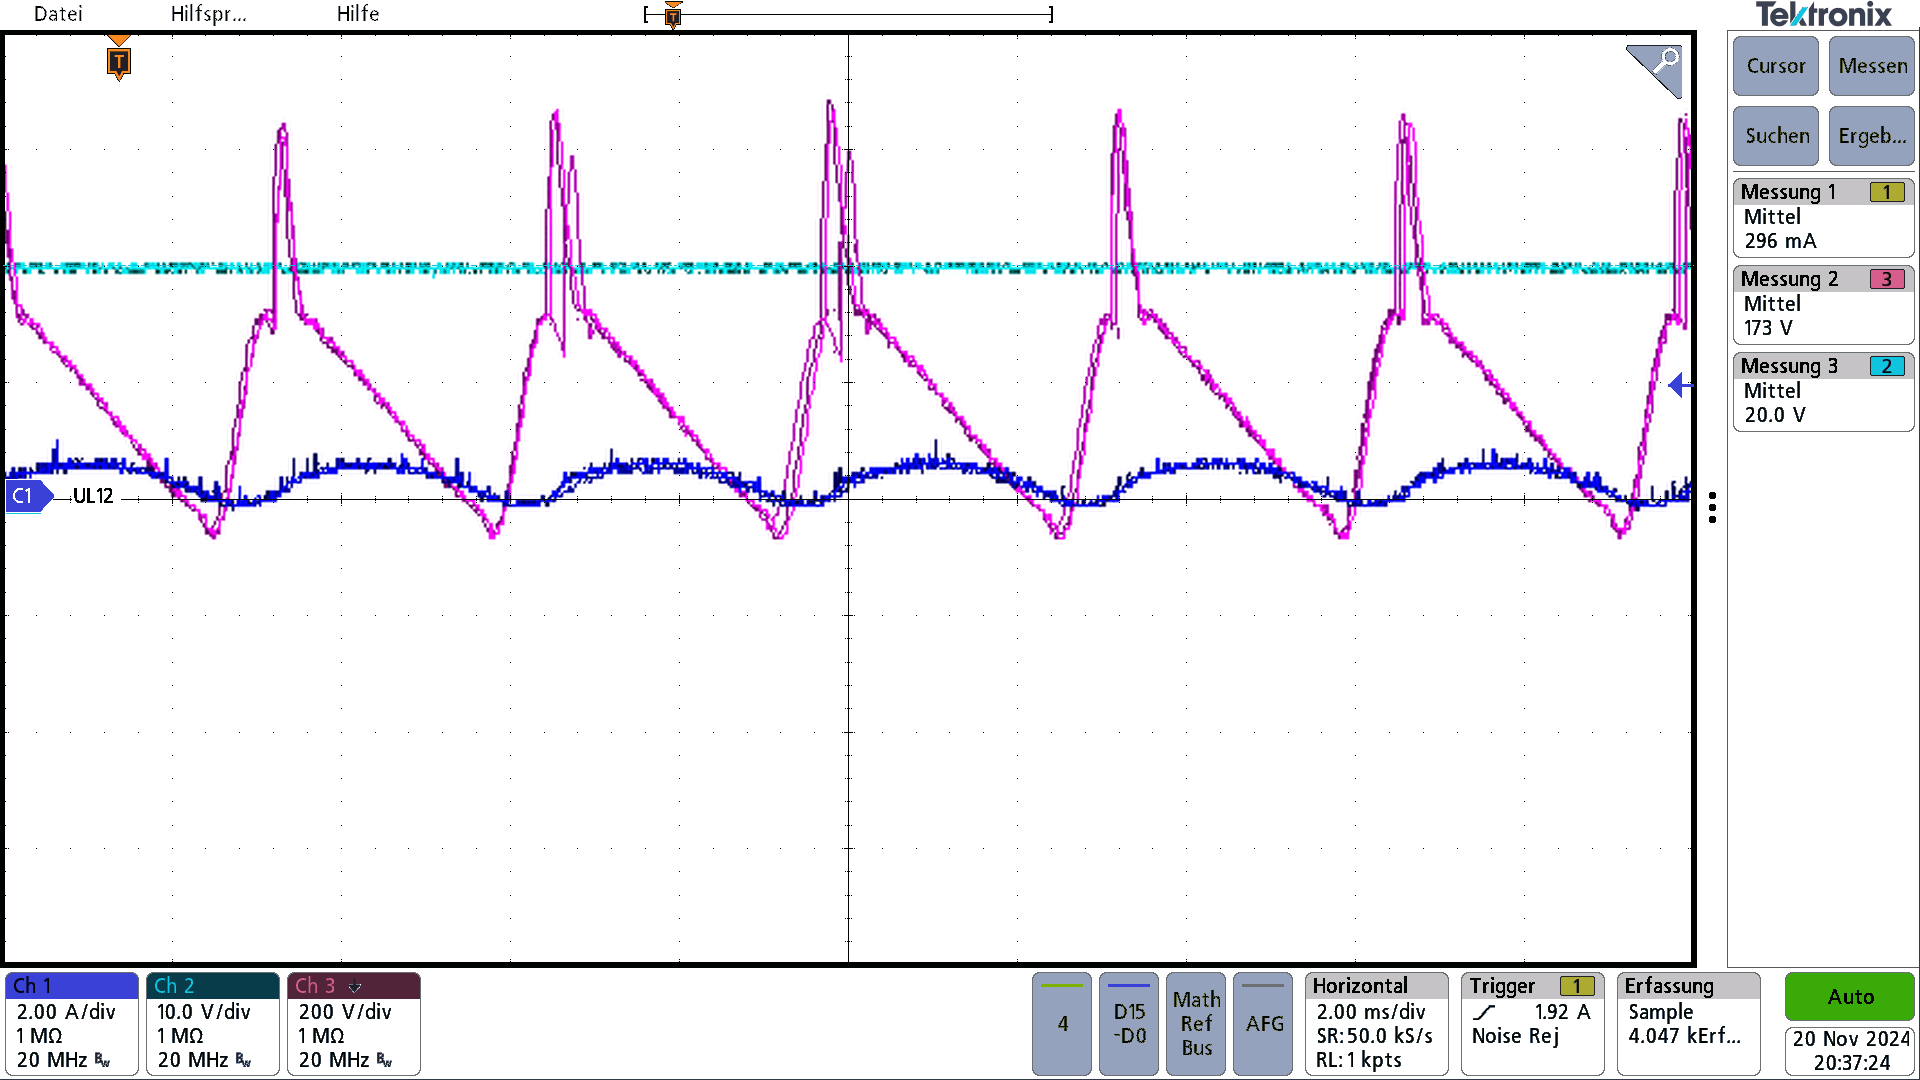 Datei Hilfspr... Hilfe
T
Tektronix
T
Cursor Messen
Suchen Ergeb...
Messung 1 1
Mittel
296 mA
Messung 2 3
Mittel
173 V
Messung 3 2
Mittel
20.0 V
C1 UL12
Ch 1
2.00 A/div
1 MΩ
20 MHz Bw
Ch 2
10.0 V/div
1 MΩ
20 MHz Bw
Ch 3
200 V/div
1 MΩ
20 MHz Bw
4
D15
-D0
Math
Ref
Bus
AFG
Horizontal
2.00 ms/div
SR:50.0 kS/s
RL:1 kpts
Trigger 1
1.92 A
Noise Rej
Erfassung
Sample
4.047 kErf...
Auto
20 Nov 2024
20:37:24